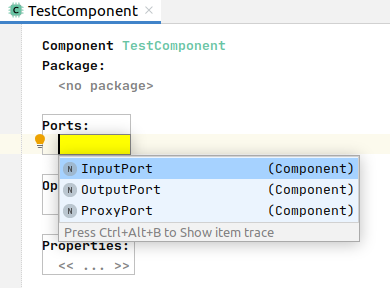 TestComponent
Component TestComponent
Package:
<no package>
Ports:
N InputPort (Component)
N OutputPort (Component)
N ProxyPort (Component)
Press Ctrl+Alt+B to Show item trace
Op
Properties:
<< ... >>